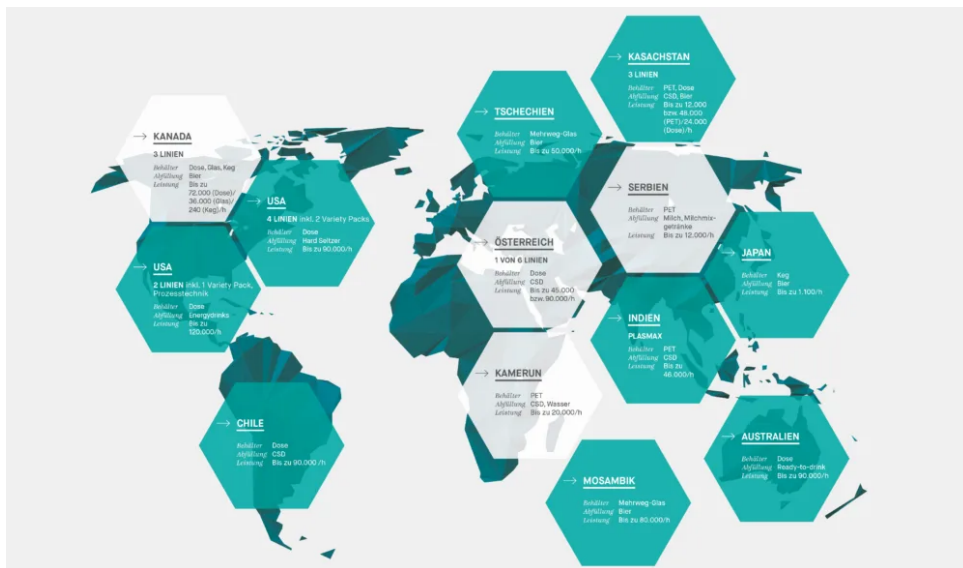 → KASACHSTAN
3 LINIEN
Behälter PET, Dose
Abfüllung CSD, Bier
Leistung Bis zu 12.000
bzw. 48.000
(PET)/24.000
(Dose)/h
→ TSCHECHIEN
Behälter Mehrweg-Glas
Abfüllung Bier
Leistung Bis zu 50.000/h
→ KANADA
3 LINIEN
Behälter Dose, Glas, Keg
Abfüllung Bier
Leistung Bis zu
72.000 (Dose)/
36.000 (Glas)/
240 (Keg)/h
→ USA
4 LINIEN inkl. 2 Variety Packs
Behälter Dose
Abfüllung Hard Seltzer
Leistung Bis zu 90.000/h
→ SERBIEN
Behälter PET
Abfüllung Milch, Milchmix-
getränke
Leistung Bis zu 12.000/h
→ ÖSTERREICH
1 VON 6 LINIEN
Behälter Dose
Abfüllung CSD
Leistung Bis zu 45.000
bzw. 90.000/h
→ JAPAN
Behälter Keg
Abfüllung Bier
Leistung Bis zu 1.100/h
→ USA
2 LINIEN inkl. 1 Variety Pack,
Prozesstechnik
Behälter Dose
Abfüllung Energydrinks
Leistung Bis zu
120.000/h
→ INDIEN
PLASMAX
Behälter PET
Abfüllung CSD
Leistung Bis zu
48.000/h
→ KAMERUN
Behälter PET
Abfüllung CSD, Wasser
Leistung Bis zu 20.000/h
→ CHILE
Behälter Dose
Abfüllung CSD
Leistung Bis zu 90.000 /h
→ AUSTRALIEN
Behälter Dose
Abfüllung Ready-to-drink
Leistung Bis zu 90.000/h
→ MOSAMBIK
Behälter Mehrweg-Glas
Abfüllung Bier
Leistung Bis zu 80.000/h